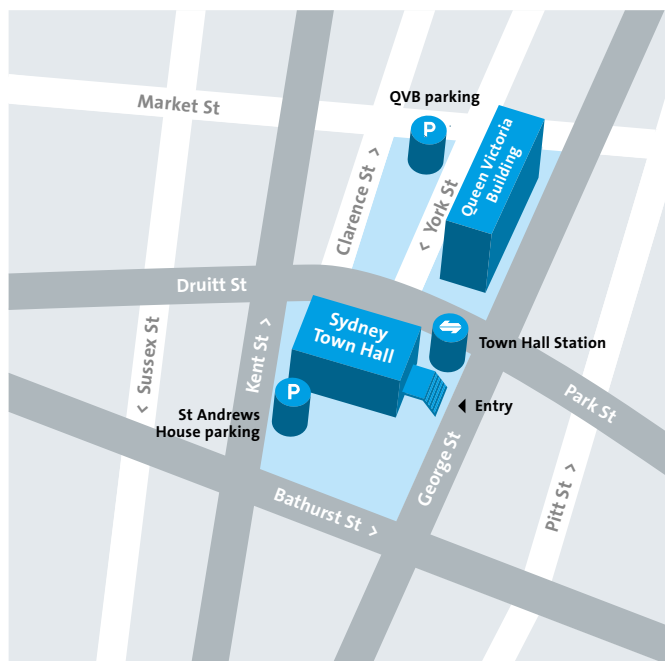 QVB parking
P
Market St
Clarence St >
< York St
Queen Victoria
Building
Druitt St
Sydney
Town Hall
Town Hall Station
< Sussex St
Kent St >
P
St Andrews
House parking
Entry
Park St
George St
Pitt St >
Bathurst St >